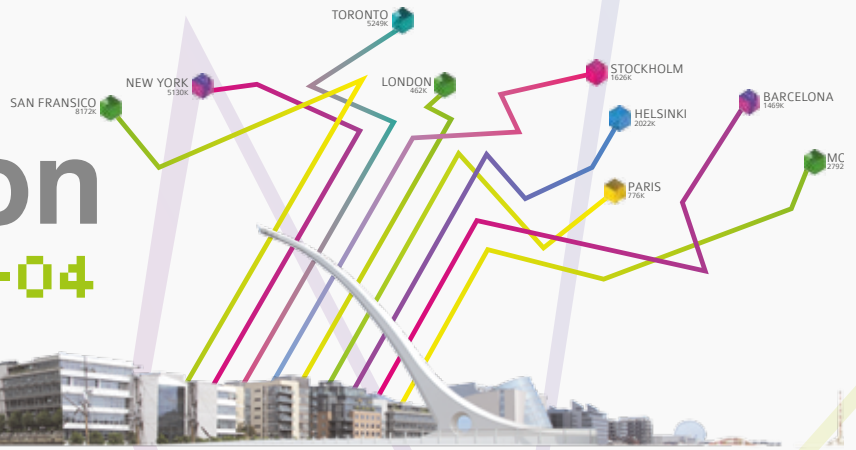 TORONTO
5249K
STOCKHOLM
1626K
NEW YORK
5130K
LONDON
462K
BARCELONA
1469K
SAN FRANSICO
8172K
HELSINKI
2022K
MC
2792
PARIS
776K
on
-04